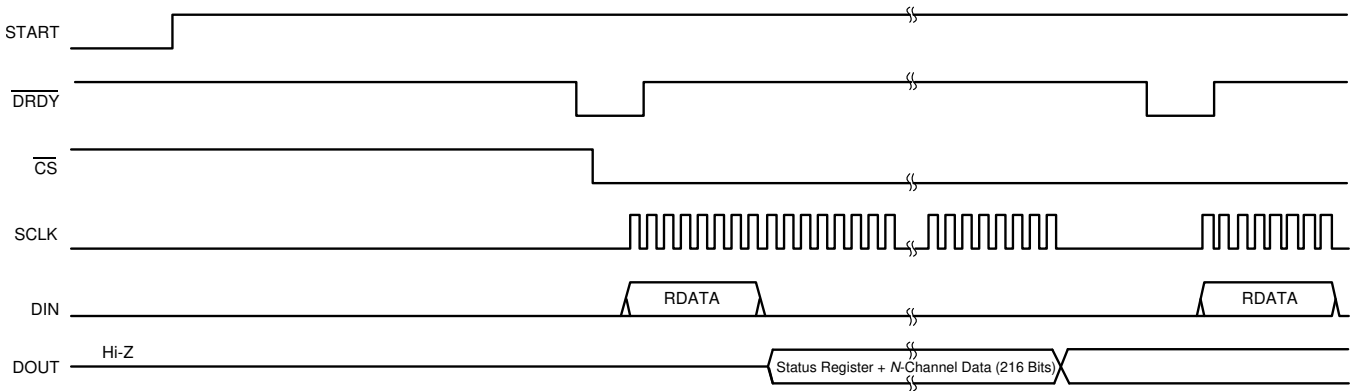 START
DRDY
CS
SCLK
DIN
RDATA RDATA
DOUT
Hi-Z
Status Register + N-Channel Data (216 Bits)